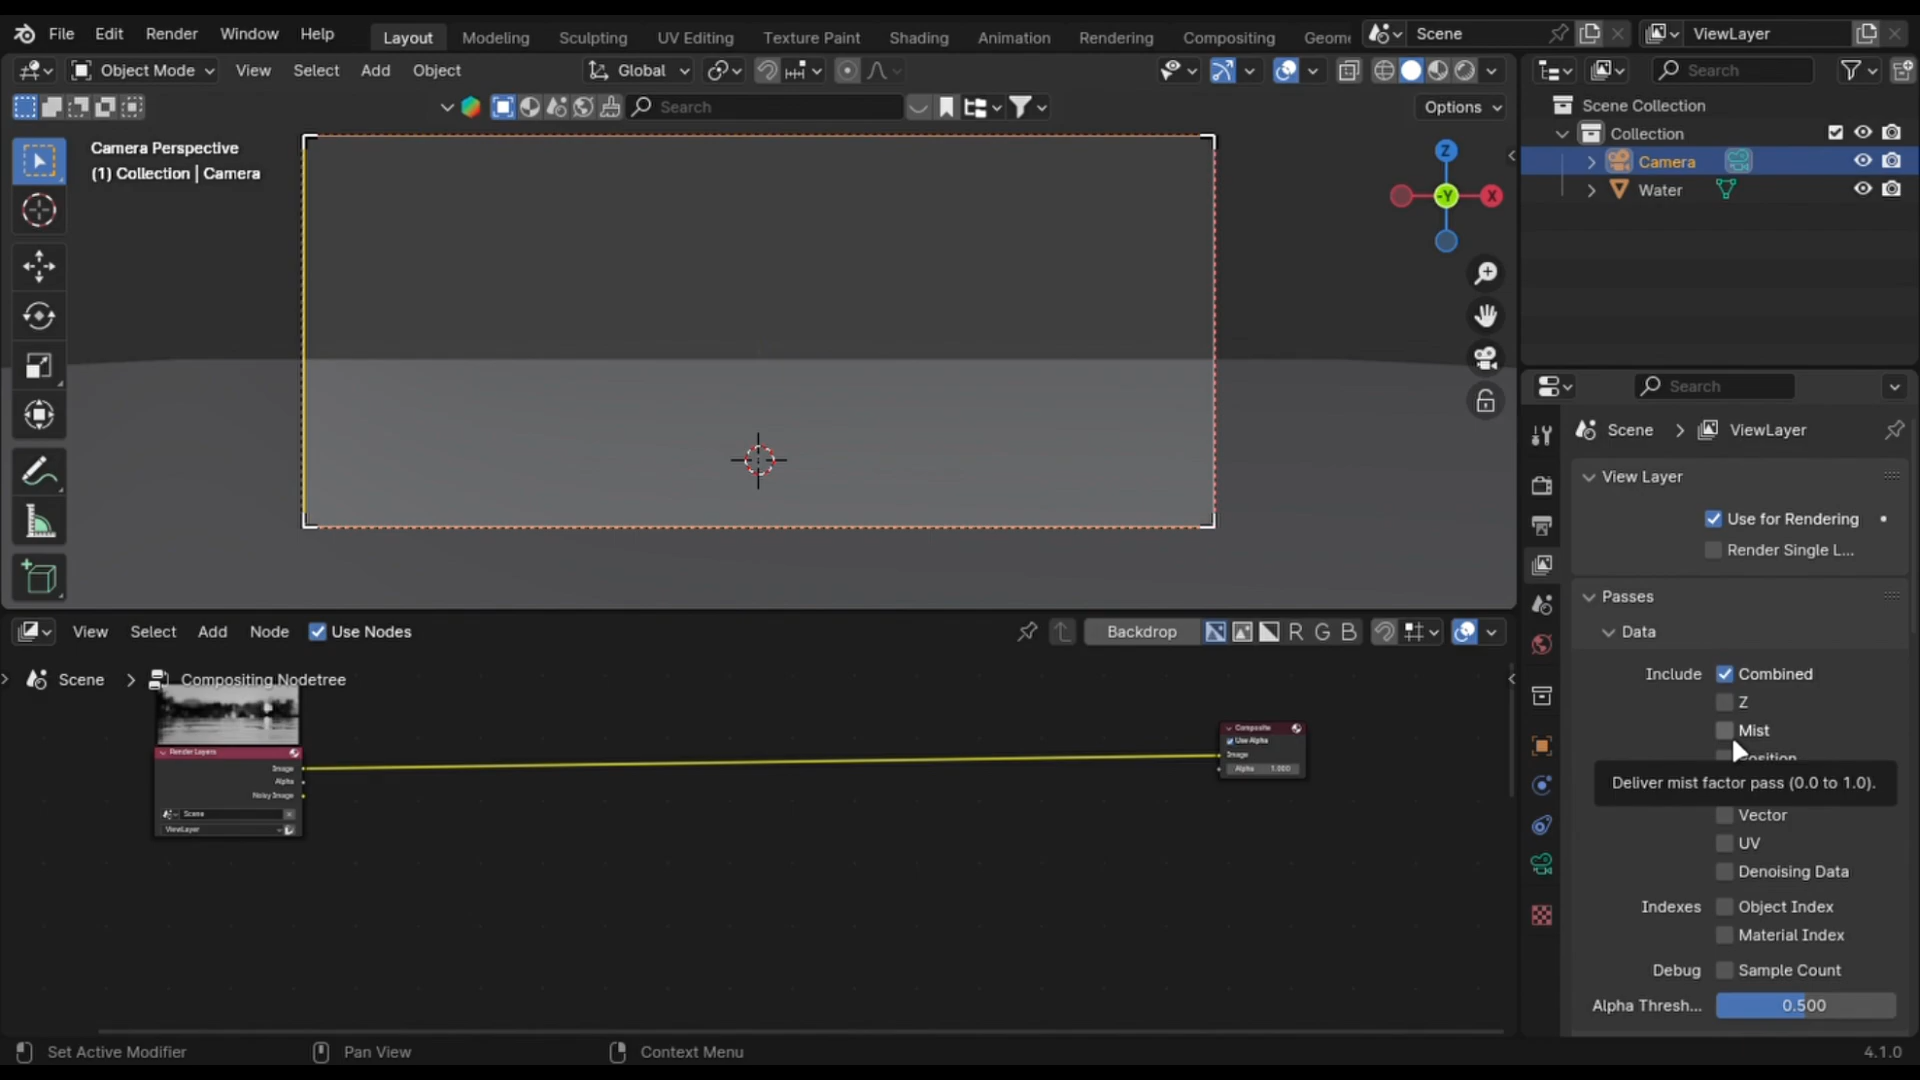 File Edit Render Window Help
Layout Modeling Sculpting UV Editing Texture Paint Shading Animation Rendering Compositing Geome
Scene ViewLayer
Object Mode View Select Add Object Global
Search
Search
Options
Camera Perspective
(1) Collection | Camera
Z
-Y X
Scene Collection
Collection
Camera
Water
Search
Scene > ViewLayer
View Layer
Use for Rendering
Render Single L...
Passes
Data
Include Combined
Z
Mist
Position
Deliver mist factor pass (0.0 to 1.0).
Vector
UV
Denoising Data
Indexes Object Index
Material Index
Debug Sample Count
Alpha Thresh... 0.500
View Select Add Node Use Nodes
Backdrop R G B
Scene > Compositing Nodetree
Render Layers
Image
Alpha
Noisy Image
Scene
ViewLayer
Composite
Use Alpha
Image
Alpha 1.000
Set Active Modifier Pan View Context Menu
4.1.0